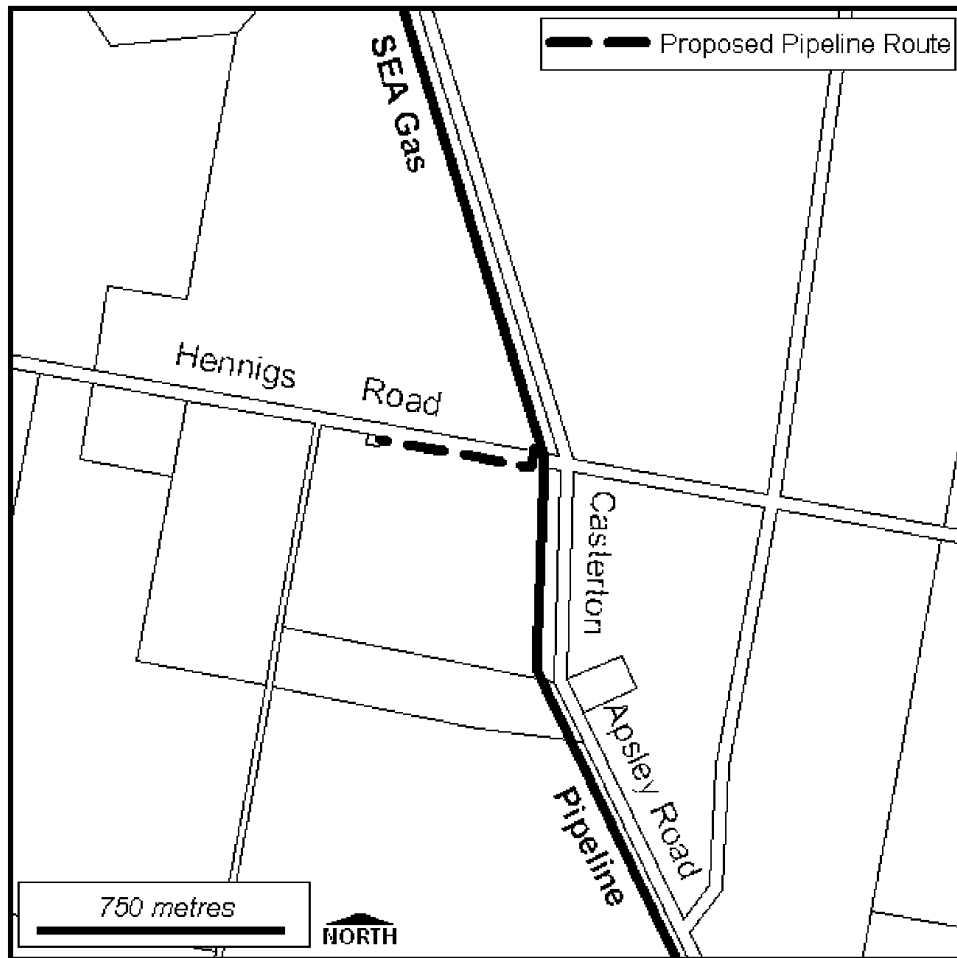 Proposed Pipeline Route
SEA Gas
Hennigs Road
Casterton
Apsley Road
Pipeline
750 metres
NORTH